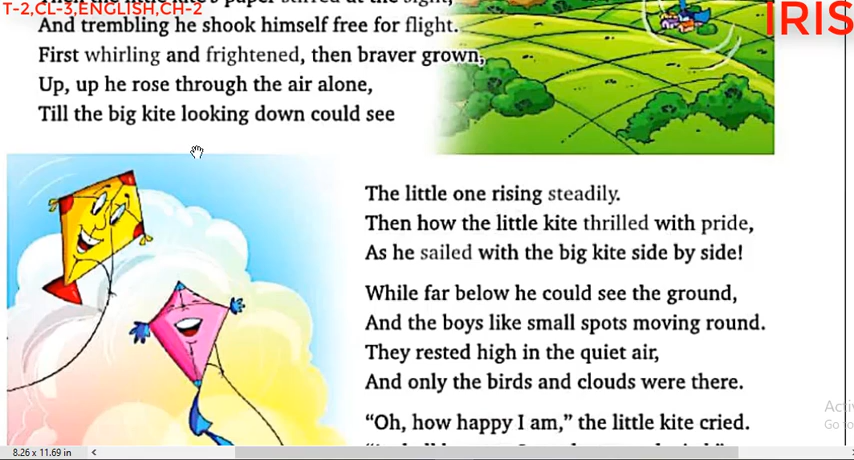 T-2,CL-3,ENGLISH,CH-2
IRIS
And trembling he shook himself free for flight.
First whirling and frightened, then braver grown,
Up, up he rose through the air alone,
Till the big kite looking down could see
The little one rising steadily.
Then how the little kite thrilled with pride,
As he sailed with the big kite side by side!
While far below he could see the ground,
And the boys like small spots moving round.
They rested high in the quiet air,
And only the birds and clouds were there.
“Oh, how happy I am,” the little kite cried.
8.26 x 11.69 in